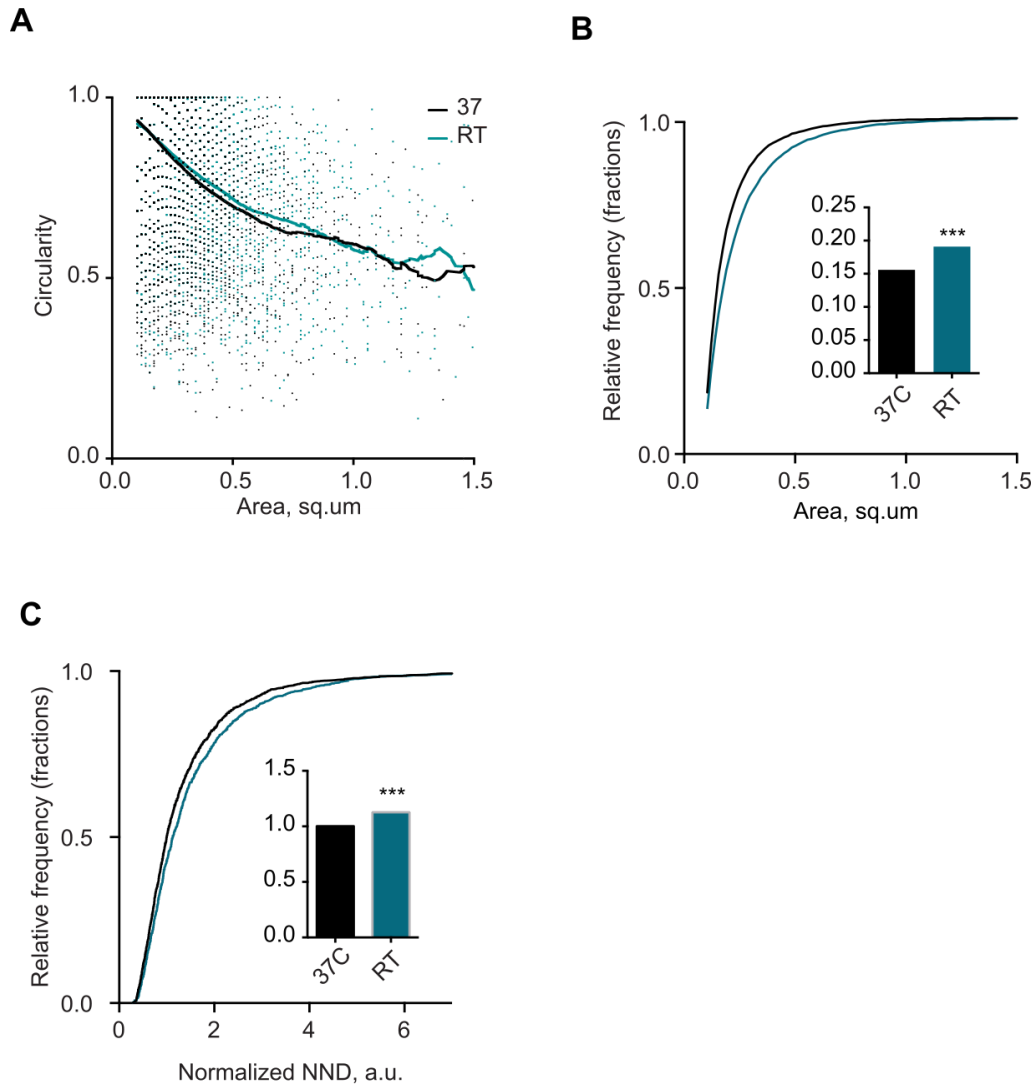 A
1.0
0.5
0.0
Circularity
37
RT
0.0
0.5
1.0
1.5
Area, sq.um
B
1.0
0.5
0.0
Relative frequency (fractions)
0.25
0.20
0.15
0.10
0.05
0.00
***
37C
RT
0.0
0.5
1.0
1.5
Area, sq.um
C
1.0
0.5
0.0
Relative frequency (fractions)
1.5
1.0
0.5
0.0
***
37C
RT
0
2
4
6
Normalized NND, a.u.